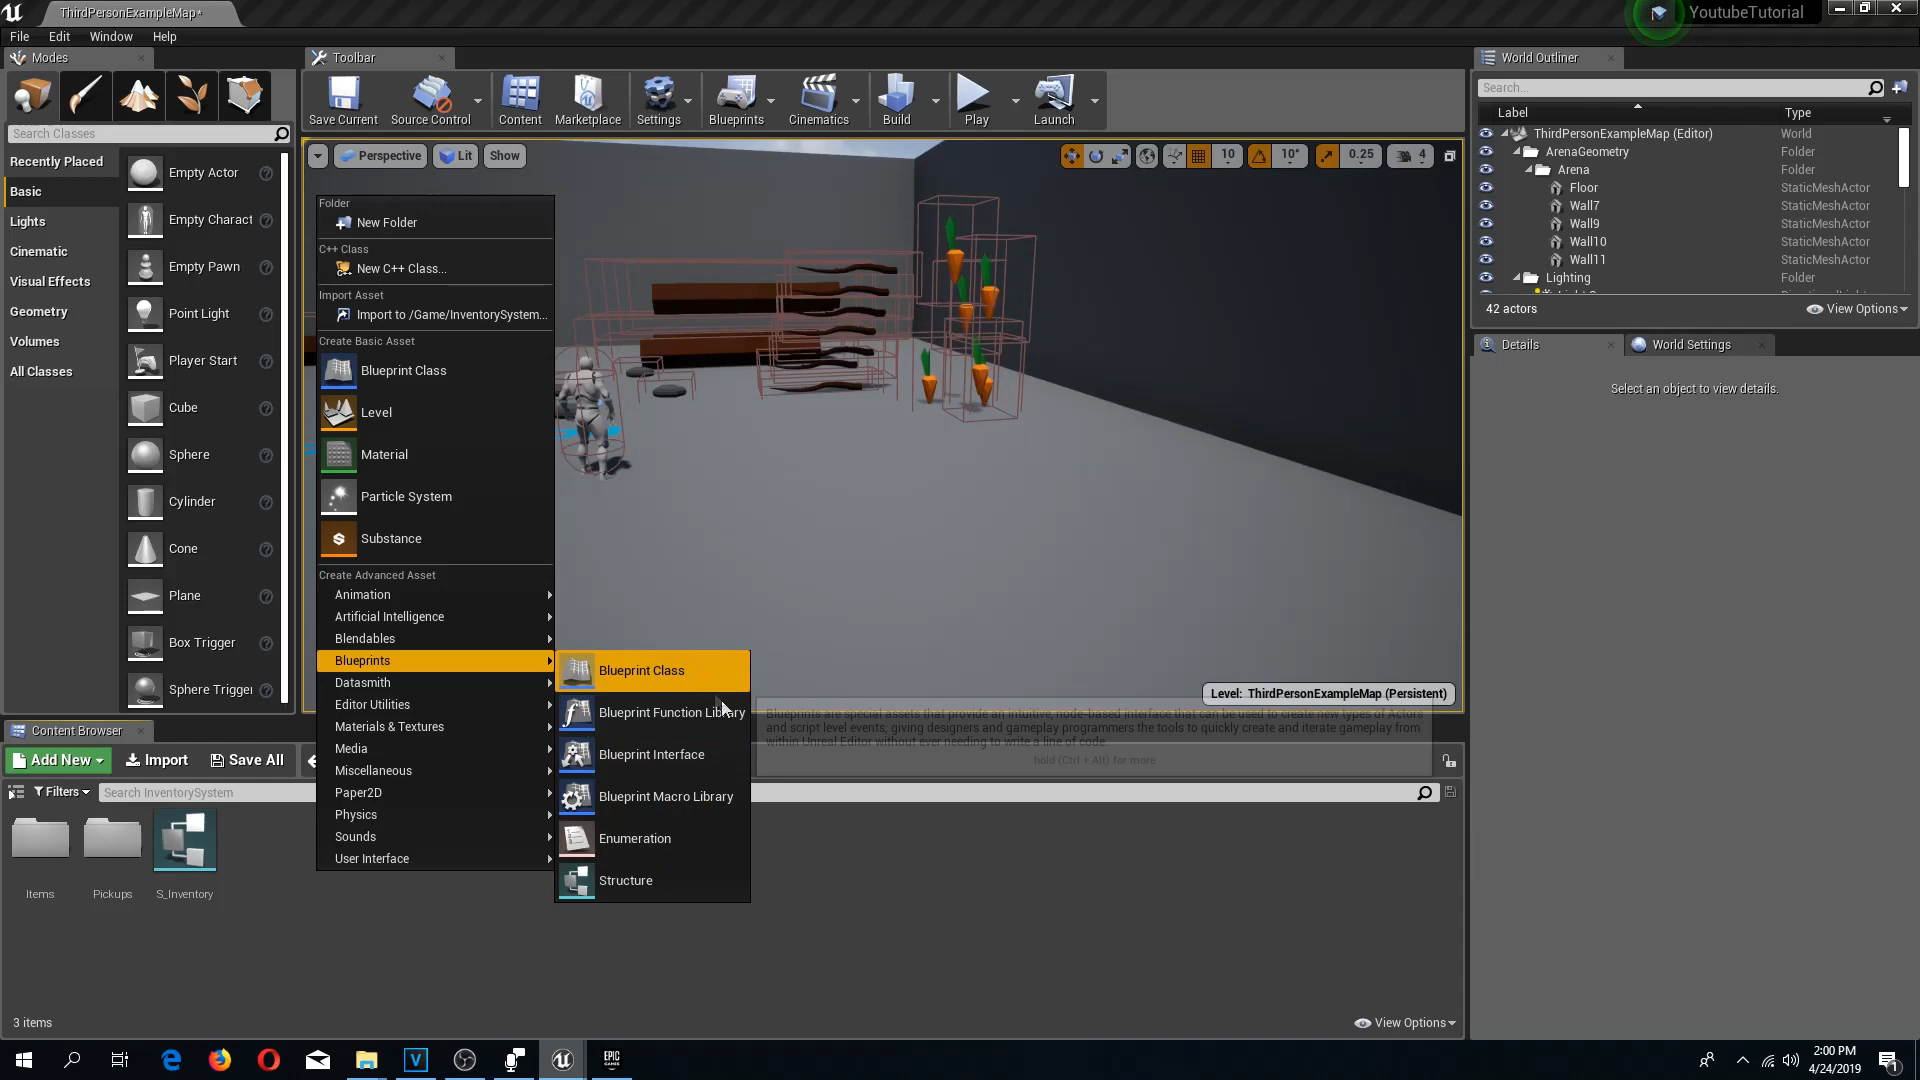 ThirdPersonExampleMap*
YoutubeTutorial
File Edit Window Help
Modes
Toolbar
World Outliner
Save Current
Source Control
Content
Marketplace
Settings
Blueprints
Cinematics
Build
Play
Launch
Search...
Label Type
Search Classes
Recently Placed
Basic
Lights
Cinematic
Visual Effects
Geometry
Volumes
All Classes
Empty Actor
Empty Charact
Empty Pawn
Point Light
Player Start
Cube
Sphere
Cylinder
Cone
Plane
Box Trigger
Sphere Trigger
Perspective
Lit
Show
10
10°
0.25
4
Folder
New Folder
C++ Class
New C++ Class...
Import Asset
Import to /Game/InventorySystem...
Create Basic Asset
Blueprint Class
Level
Material
Particle System
Substance
Create Advanced Asset
Animation
Artificial Intelligence
Blendables
Blueprints
Datasmith
Editor Utilities
Materials & Textures
Media
Miscellaneous
Paper2D
Physics
Sounds
User Interface
Blueprint Class
Blueprint Function Library
Blueprint Interface
Blueprint Macro Library
Enumeration
Structure
Blueprints are special assets that provide an intuitive, node-based interface that can be used to create new types of Actors
and script level events; giving designers and gameplay programmers the tools to quickly create and iterate gameplay from
within Unreal Editor without ever needing to write a line of code.
hold (Ctrl + Alt) for more
Level: ThirdPersonExampleMap (Persistent)
ThirdPersonExampleMap (Editor) World
ArenaGeometry Folder
Arena Folder
Floor StaticMeshActor
Wall7 StaticMeshActor
Wall9 StaticMeshActor
Wall10 StaticMeshActor
Wall11 StaticMeshActor
Lighting Folder
42 actors
View Options
Details
World Settings
Select an object to view details.
Content Browser
Add New
Import
Save All
Filters
Search InventorySystem
Items
Pickups
S_Inventory
3 items
View Options
EPIC
GAMES
2:00 PM
4/24/2019
1